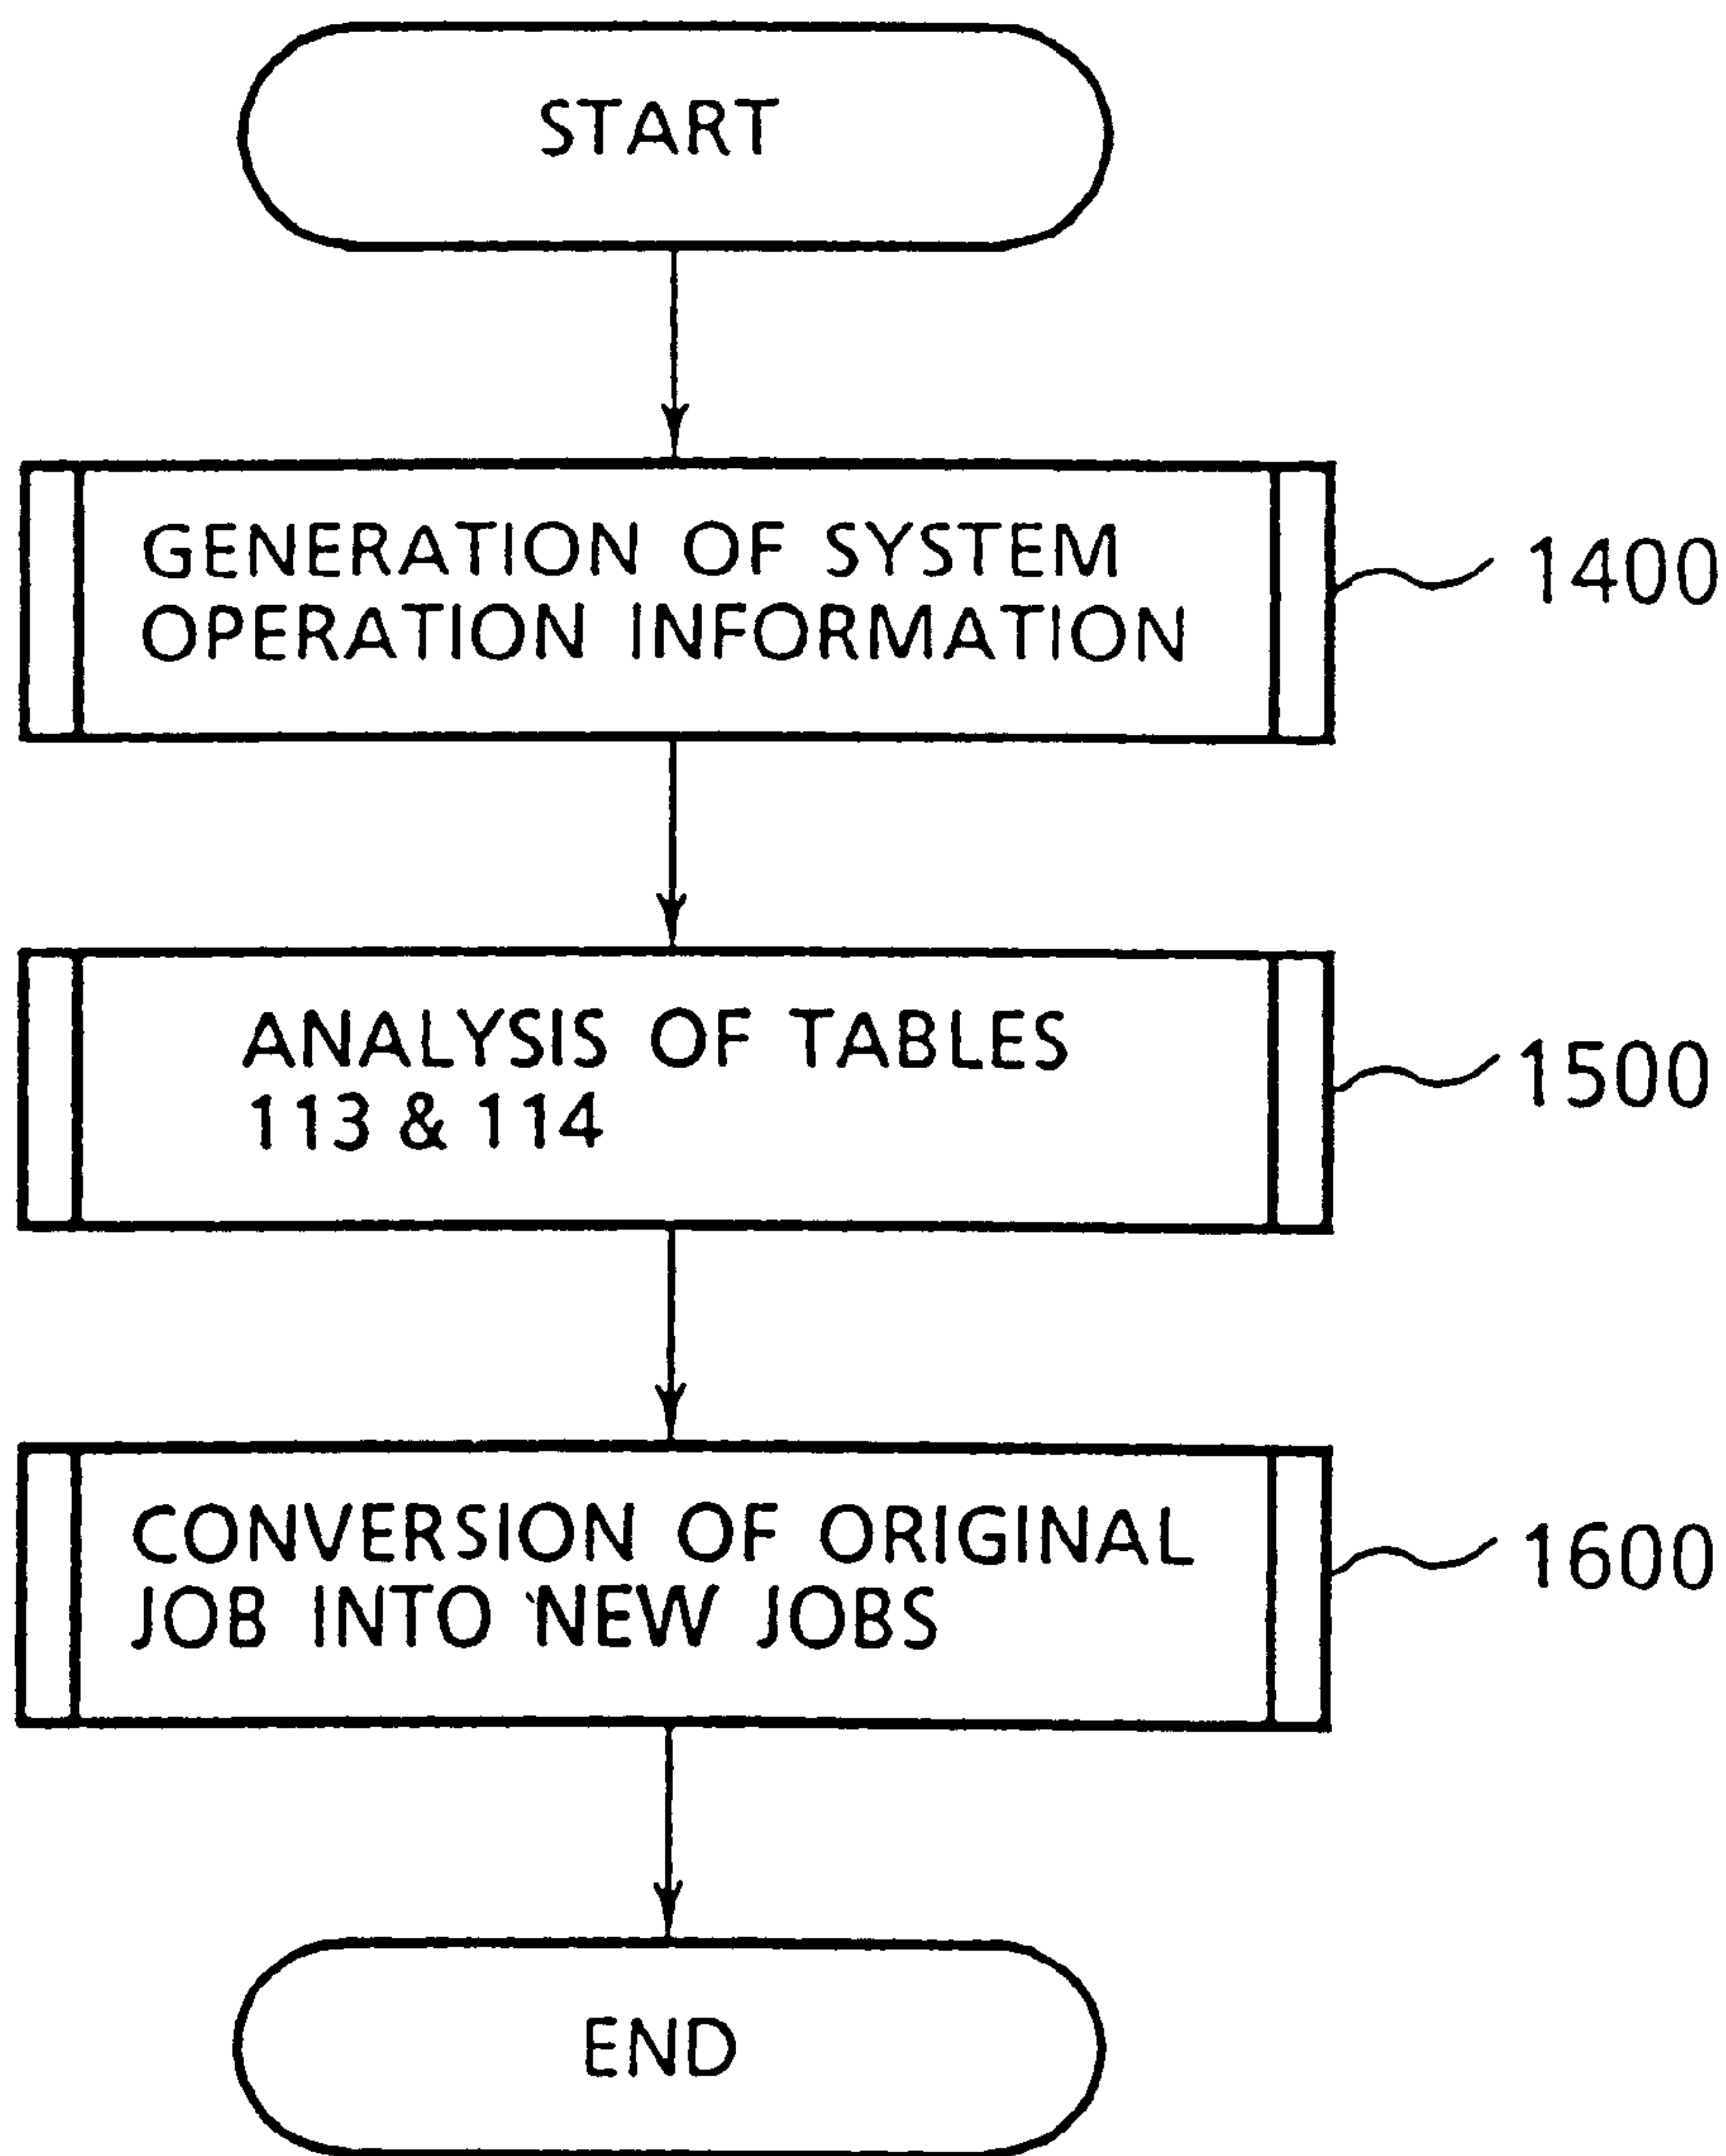 START
GENERATION OF SYSTEM
OPERATION INFORMATION
1400
ANALYSIS OF TABLES
113 & 114
1500
CONVERSION OF ORIGINAL
JOB INTO NEW JOBS
1600
END